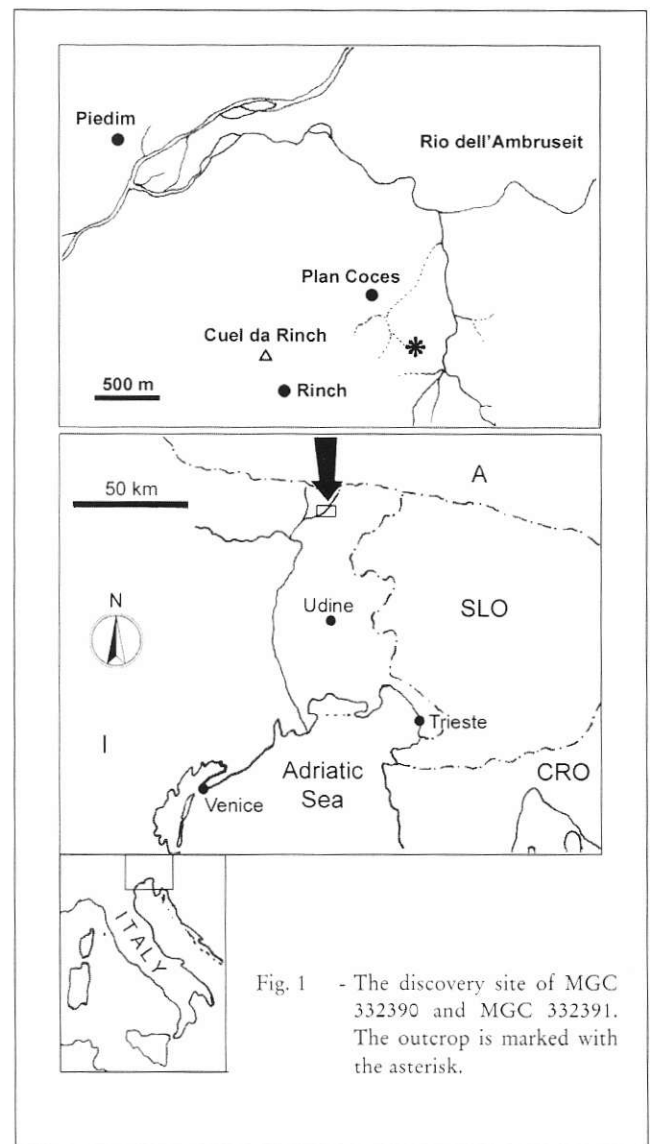 Piedim
Rio dell'Ambruseit
Plan Coces
Cuel da Rinch
500 m
Rinch
A
50 km
N
Udine
SLO
I
Trieste
Adriatic
Sea
CRO
Venice
ITALY
Fig. 1 - The discovery site of MGC
332390 and MGC 332391.
The outcrop is marked with
the asterisk.